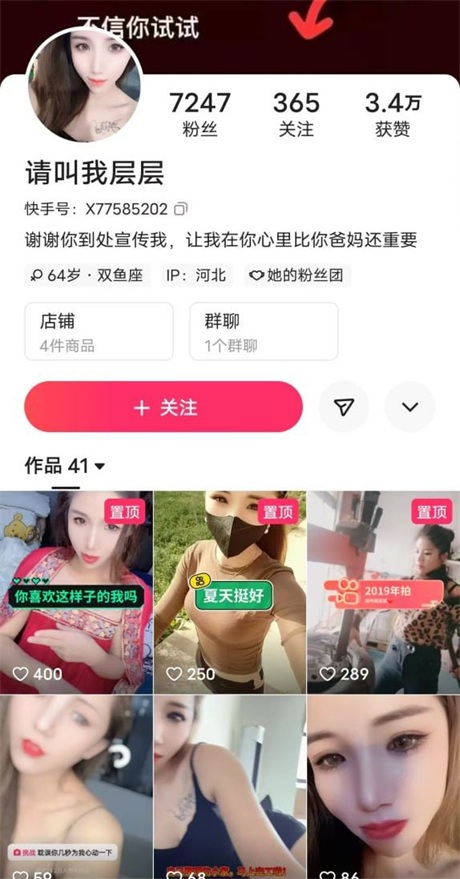 不信你试试
7247
365
3.4万
粉丝
关注
获赞
请叫我层层
快手号：X77585202
谢谢你到处宣传我，让我在你心里比你爸妈还重要
64岁·双鱼座
IP：河北
她的粉丝团
店铺
4件商品
群聊
1个群聊
＋ 关注
作品 41
置顶
你喜欢这样子的我吗
400
置顶
夏天挺好
250
置顶
2019年拍
289
挑战 耽误你几秒为我心动一下
59
68
86